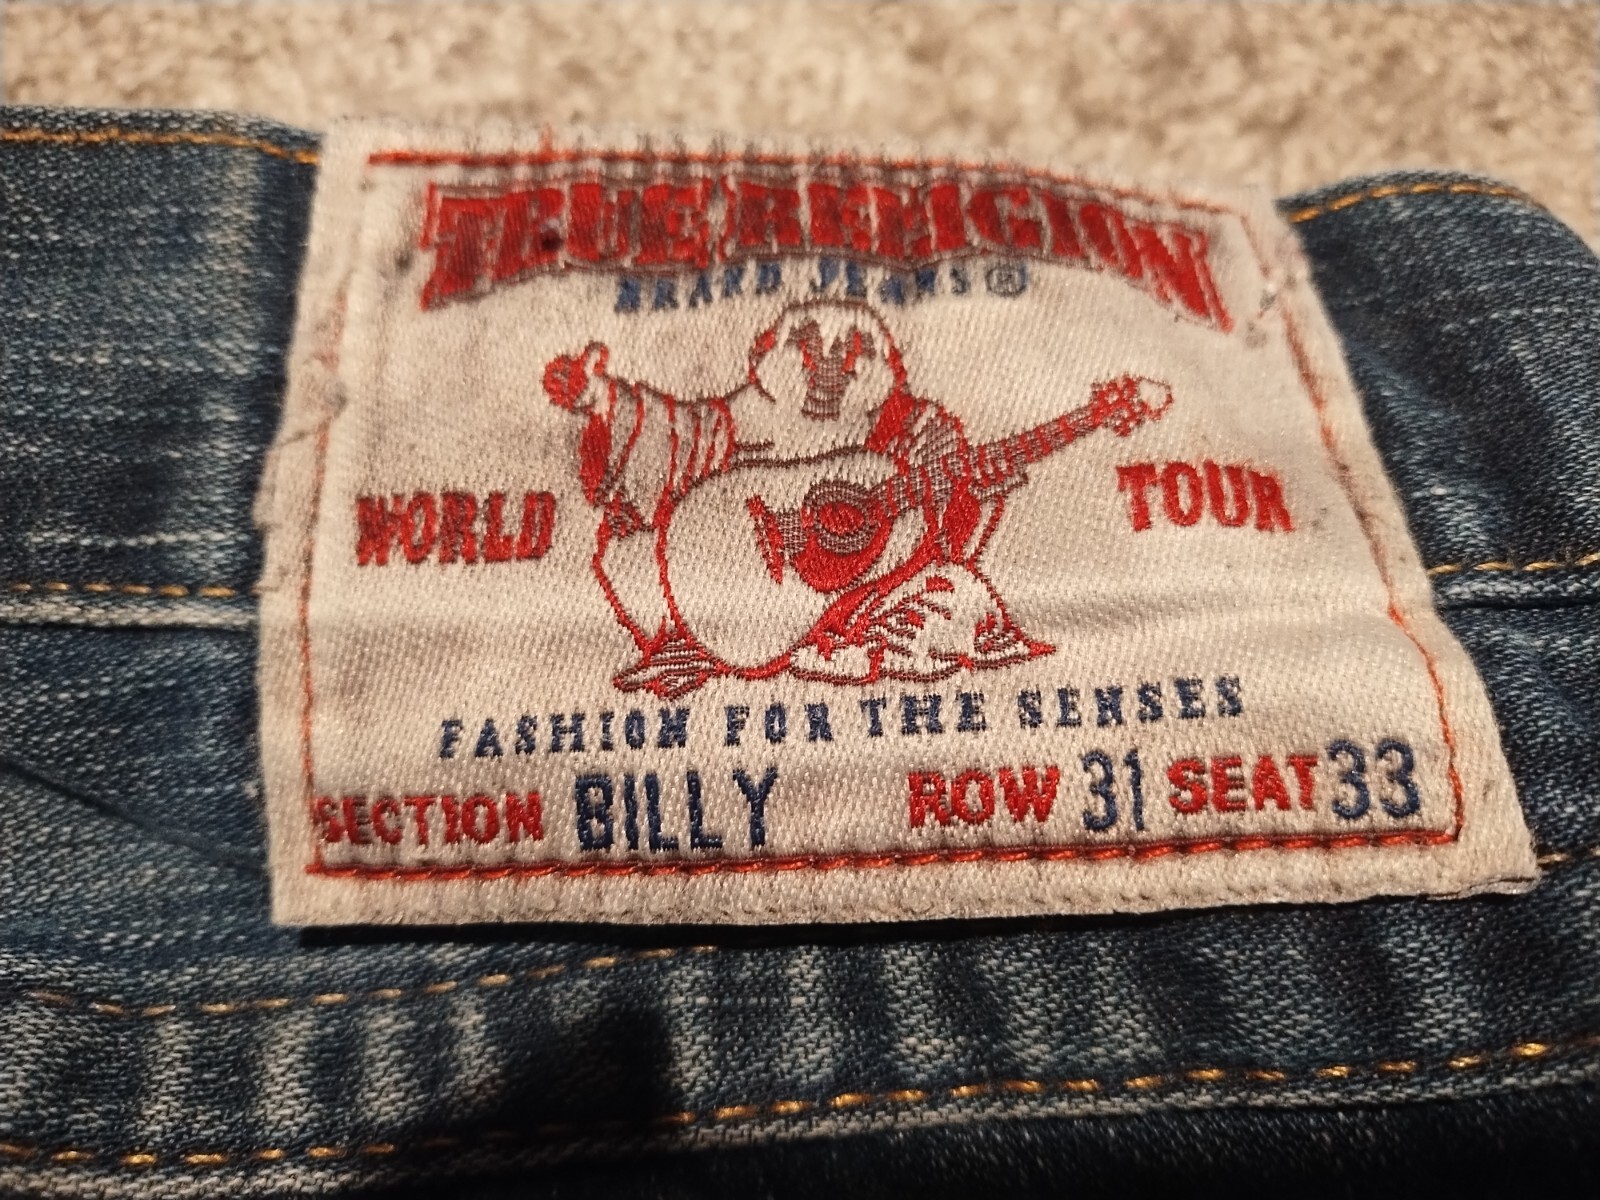 TRUE RELIGION
BRAND JEANS®
WORLD TOUR
FASHION FOR THE SENSES
SECTION BILLY ROW 31 SEAT 33